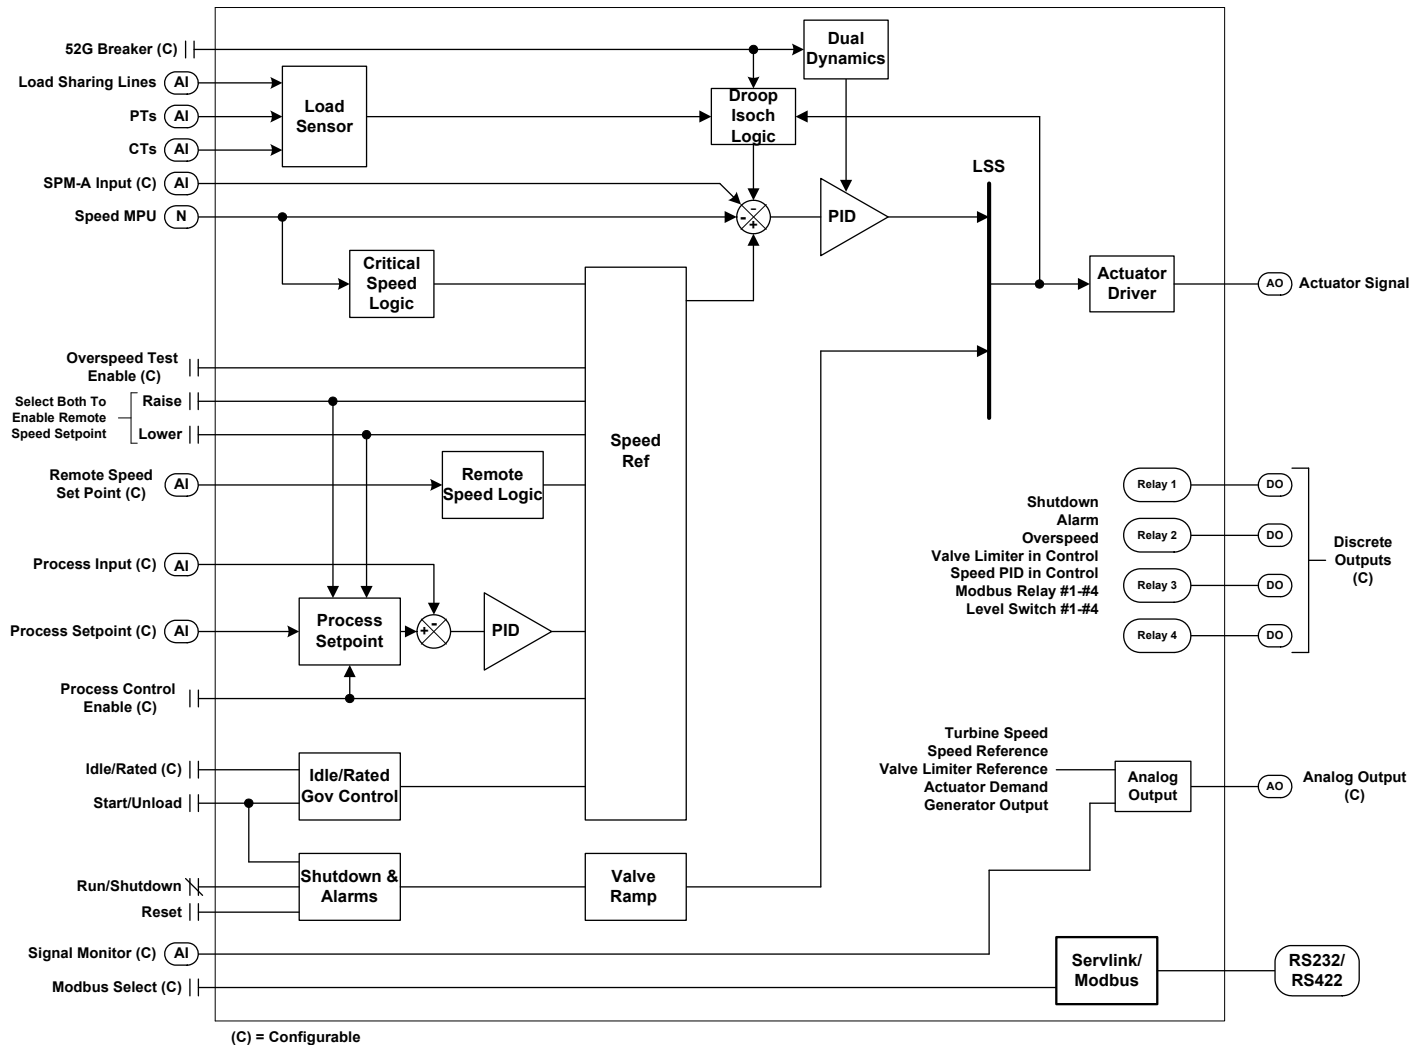 52G Breaker (C)
Load Sharing Lines
AI
PTs
AI
CTs
AI
SPM-A Input (C)
AI
Speed MPU
N
Load
Sensor
Dual
Dynamics
Droop
Isoch
Logic
-
-
+
PID
LSS
Critical
Speed
Logic
Actuator
Driver
AO
Actuator Signal
Overspeed Test
Enable (C)
Select Both To
Enable Remote
Speed Setpoint
Raise
Lower
Remote Speed
Set Point (C)
AI
Remote
Speed Logic
Speed
Ref
Process Input (C)
AI
Process Setpoint (C)
AI
Process
Setpoint
+
-
PID
Process Control
Enable (C)
Shutdown
Alarm
Overspeed
Valve Limiter in Control
Speed PID in Control
Modbus Relay #1-#4
Level Switch #1-#4
Relay 1
DO
Relay 2
DO
Relay 3
DO
Relay 4
DO
Discrete
Outputs
(C)
Idle/Rated (C)
Start/Unload
Idle/Rated
Gov Control
Turbine Speed
Speed Reference
Valve Limiter Reference
Actuator Demand
Generator Output
Analog
Output
AO
Analog Output
(C)
Run/Shutdown
Reset
Shutdown &
Alarms
Valve
Ramp
Signal Monitor (C)
AI
Modbus Select (C)
Servlink/
Modbus
RS232/
RS422
(C) = Configurable